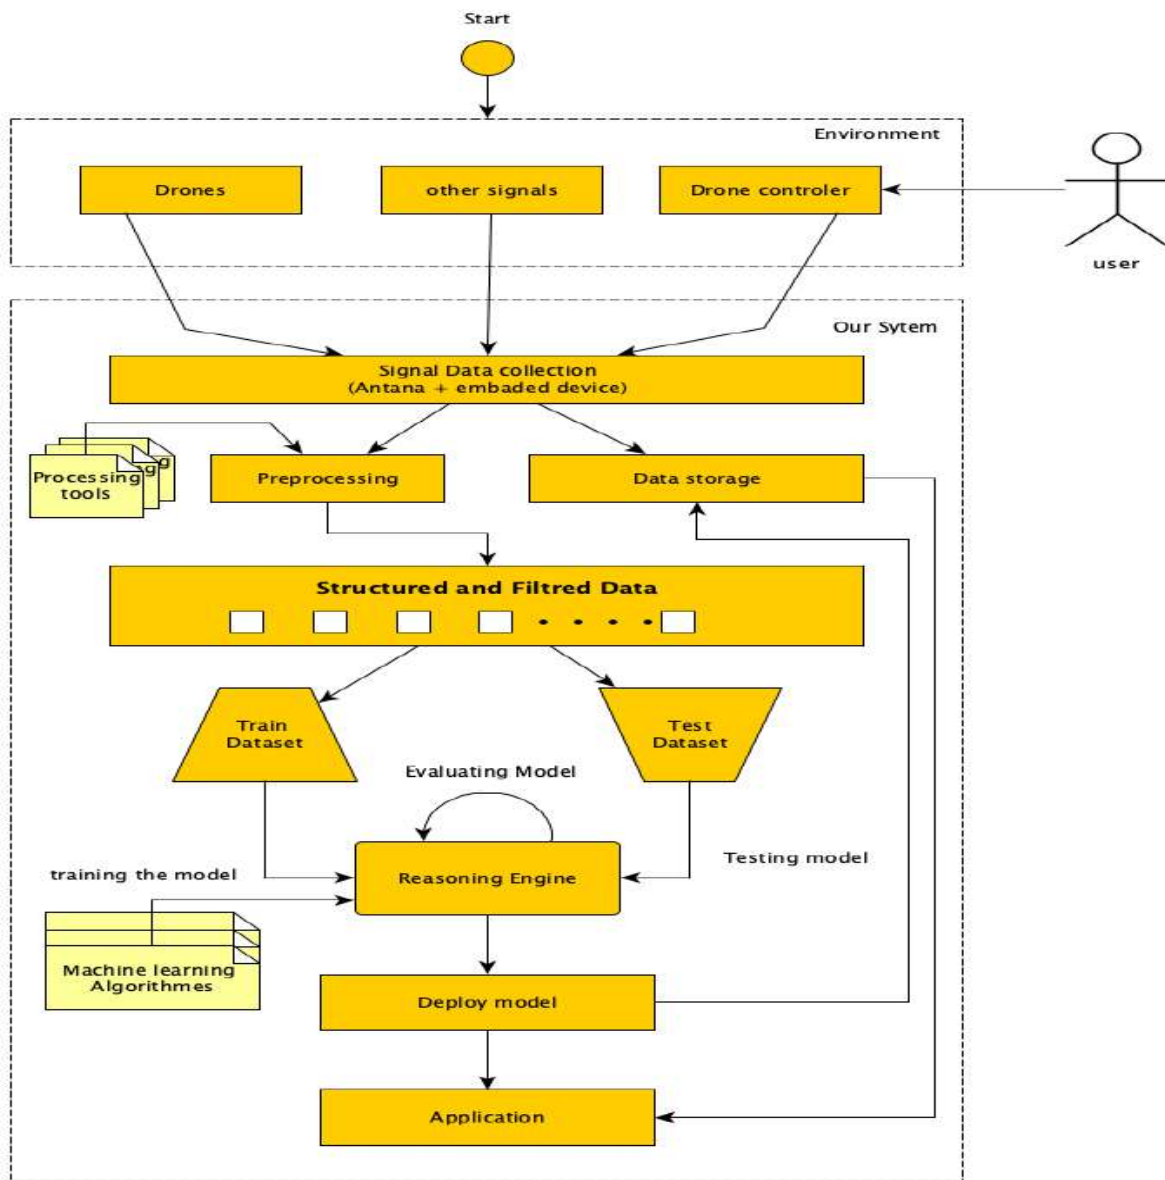 Start
Environment
Drones
other signals
Drone controler
user
Our Sytem
Signal Data collection
(Antana + embaded device)
Processing
tools
Preprocessing
Data storage
Structured and Filtred Data
Train
Dataset
Test
Dataset
Evaluating Model
training the model
Reasoning Engine
Testing model
Machine learning
Algorithmes
Deploy model
Application